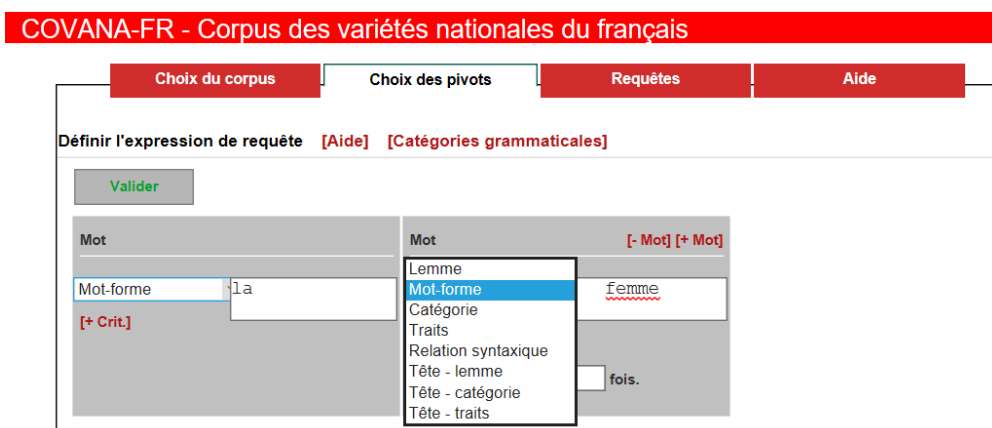 COVANA-FR - Corpus des variétés nationales du français
Choix du corpus Choix des pivots Requêtes Aide
Définir l'expression de requête [Aide] [Catégories grammaticales]
Valider
Mot Mot [- Mot] [+ Mot]
Lemme
Mot-forme la Mot-forme femme
Catégorie
[+ Crit.] Traits
Relation syntaxique
Tête - lemme fois.
Tête - catégorie
Tête - traits